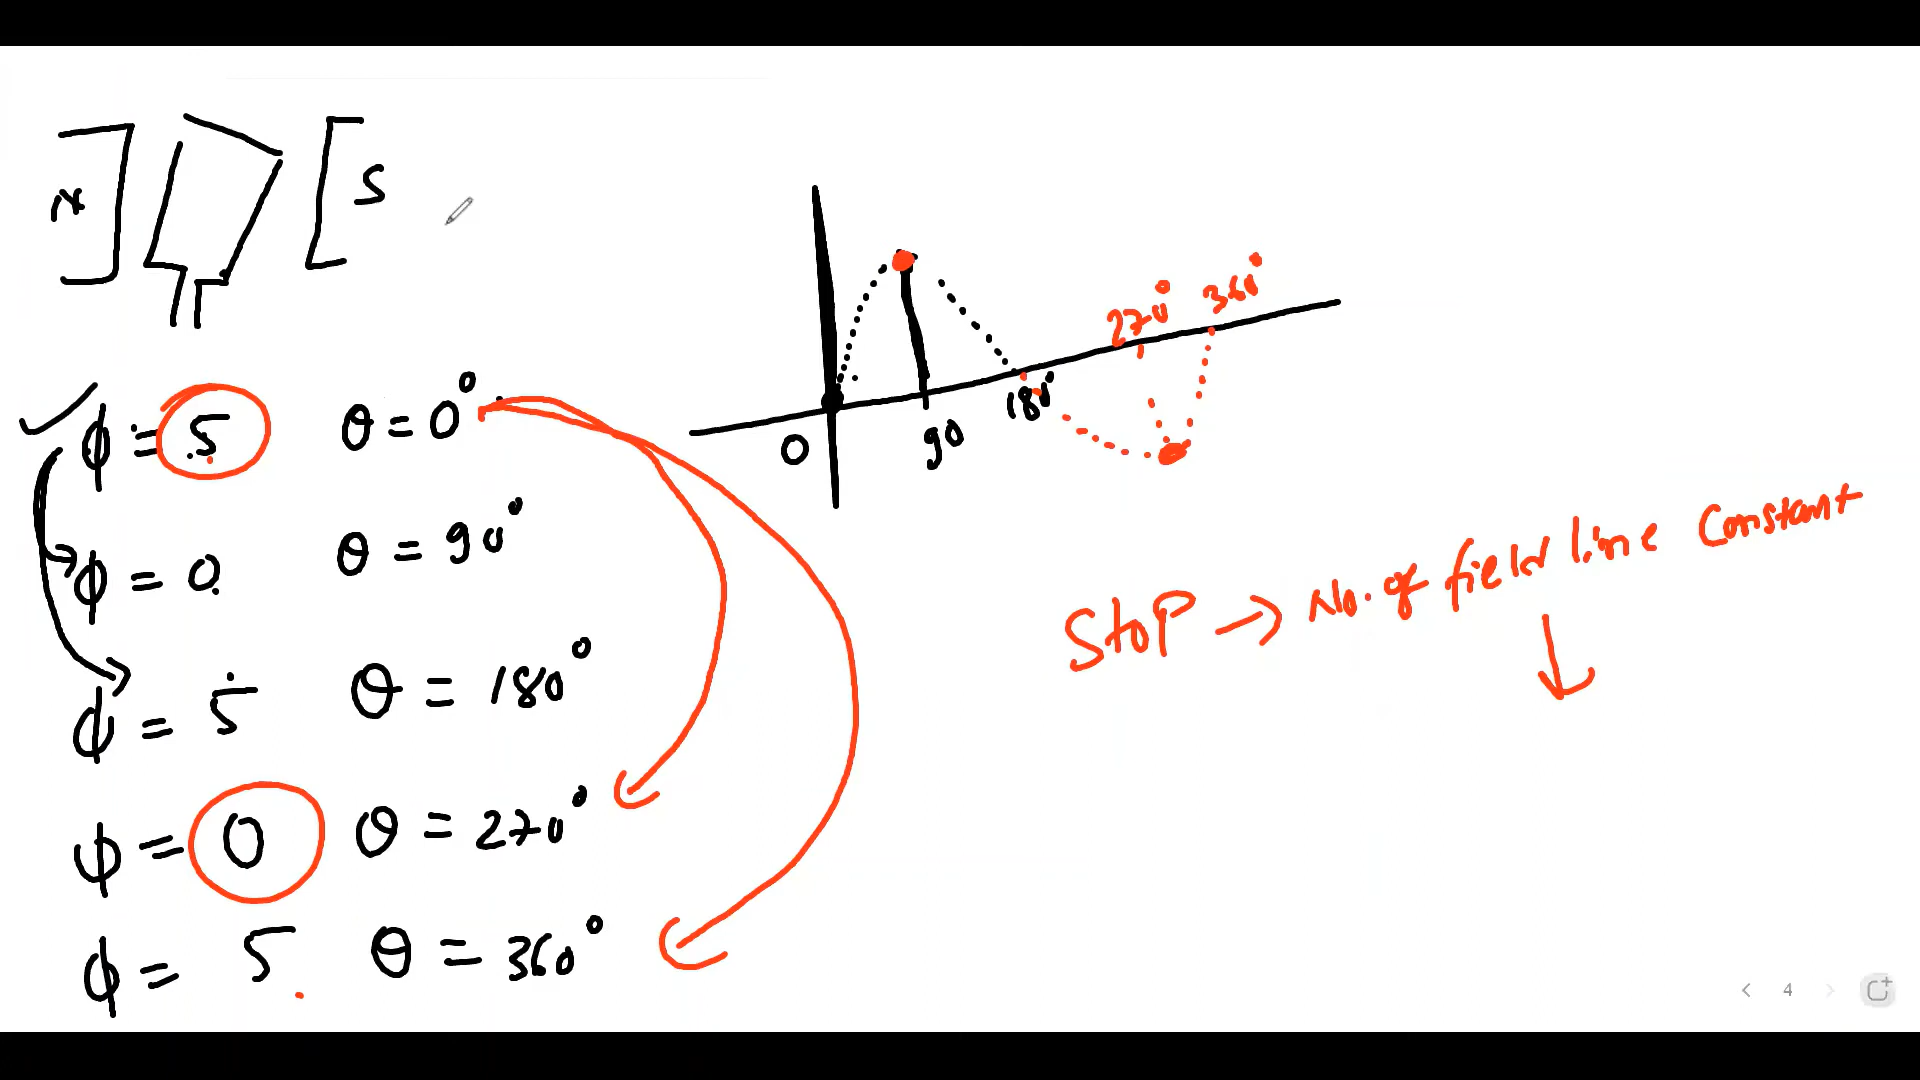 N S
ϕ = 5 θ = 0°
ϕ = 0 θ = 90°
ϕ = 5 θ = 180°
ϕ = 0 θ = 270°
ϕ = 5 θ = 360°
0 90 180° 270° 360°
Stop → No. of field line Constant
↓
4